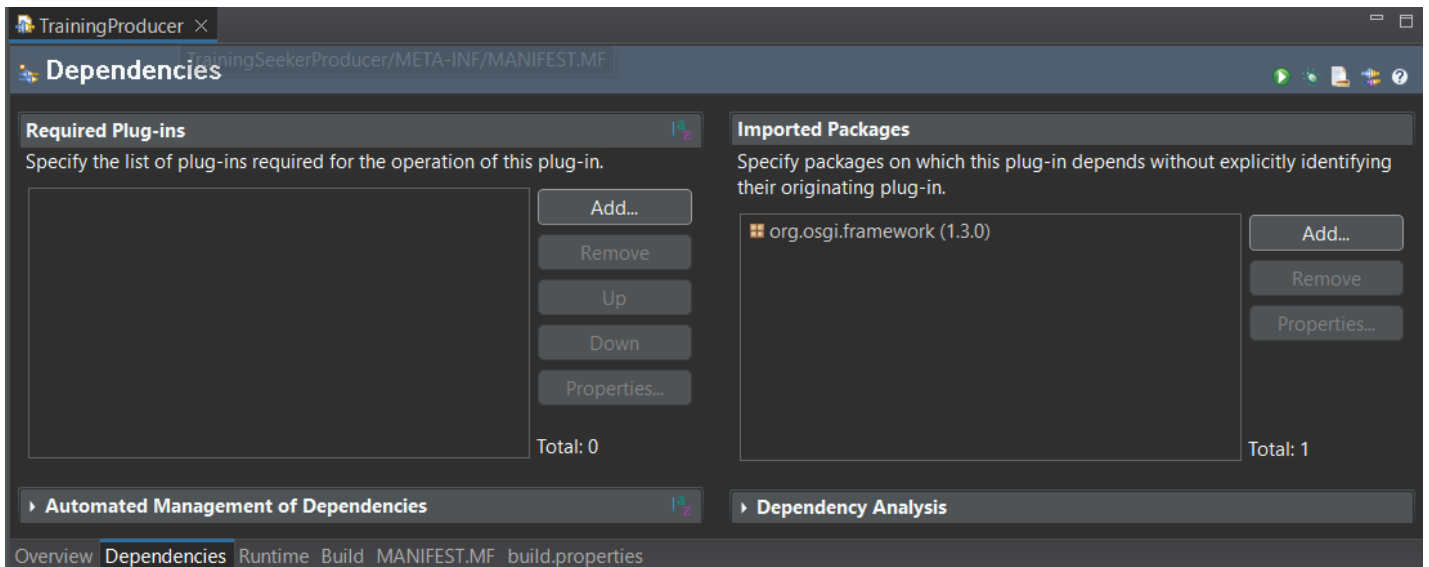 TrainingProducer
TrainingSeekerProducer/META-INF/MANIFEST.MF
Dependencies
Required Plug-ins
Specify the list of plug-ins required for the operation of this plug-in.
Add...
Remove
Up
Down
Properties...
Total: 0
Imported Packages
Specify packages on which this plug-in depends without explicitly identifying
their originating plug-in.
org.osgi.framework (1.3.0)
Add...
Remove
Properties...
Total: 1
Automated Management of Dependencies
Dependency Analysis
Overview Dependencies Runtime Build MANIFEST.MF build.properties